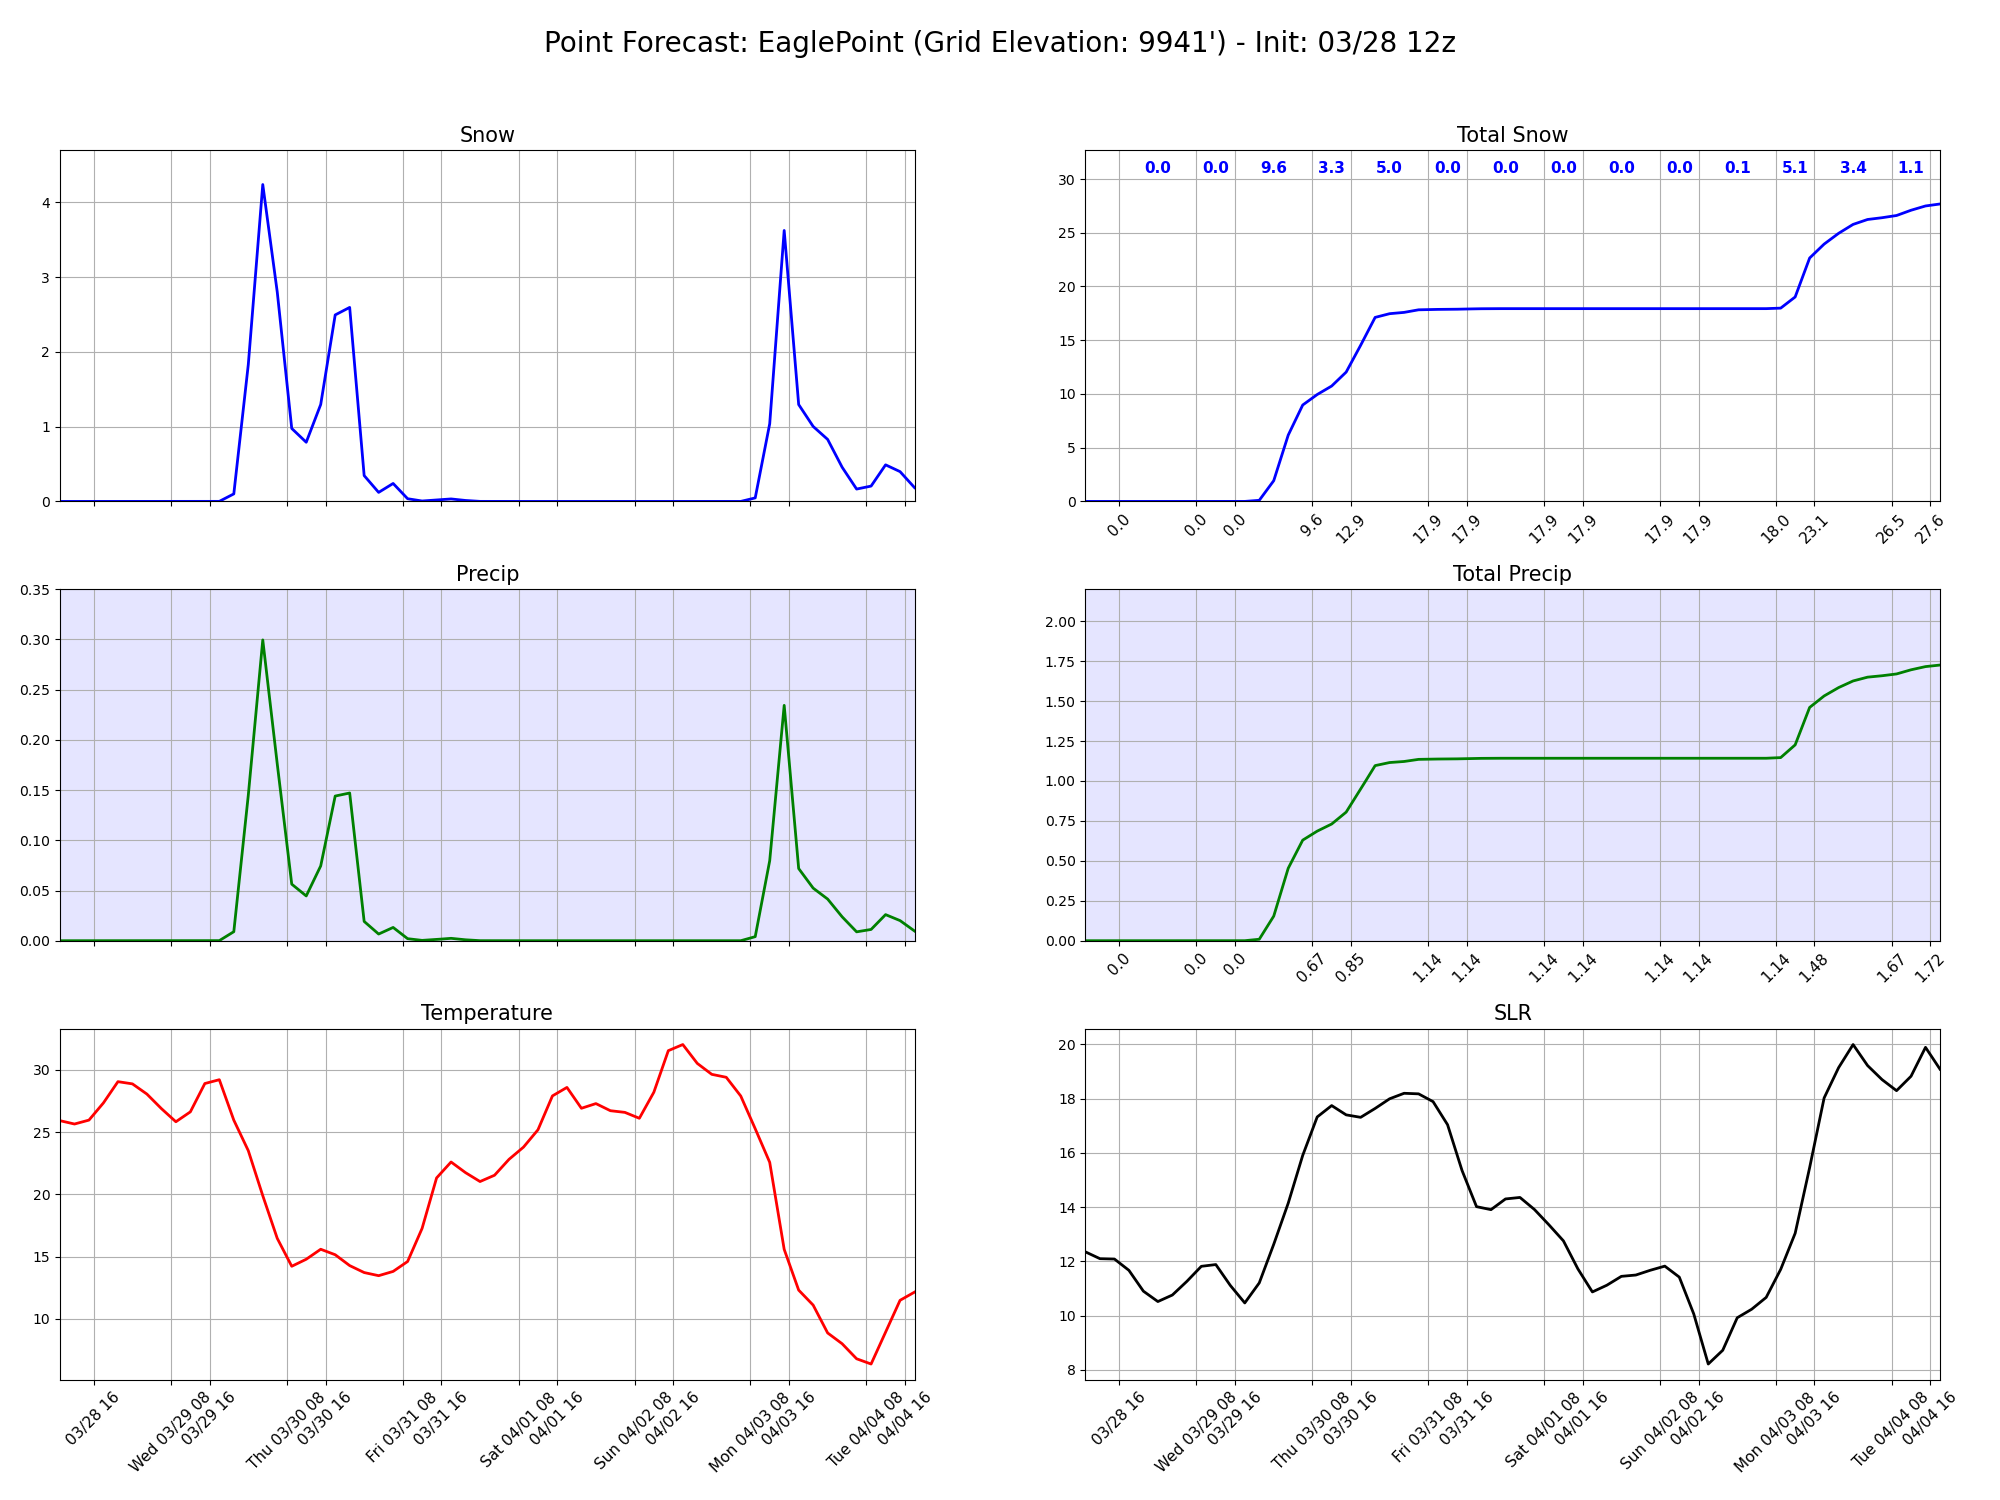 Point Forecast: EaglePoint (Grid Elevation: 9941') - Init: 03/28 12z
Snow
4
3
2
1
0
Total Snow
0.0 0.0 9.6 3.3 5.0 0.0 0.0 0.0 0.0 0.0 0.1 5.1 3.4 1.1
30
25
20
15
10
5
0
0.0 0.0 0.0 9.6 12.9 17.9 17.9 17.9 17.9 17.9 17.9 18.0 23.1 26.5 27.6
Precip
0.35
0.30
0.25
0.20
0.15
0.10
0.05
0.00
Total Precip
2.00
1.75
1.50
1.25
1.00
0.75
0.50
0.25
0.00
0.0 0.0 0.0 0.67 0.85 1.14 1.14 1.14 1.14 1.14 1.14 1.14 1.48 1.67 1.72
Temperature
30
25
20
15
10
03/28 16
Wed 03/29 08
03/29 16
Thu 03/30 08
03/30 16
Fri 03/31 08
03/31 16
Sat 04/01 08
04/01 16
Sun 04/02 08
04/02 16
Mon 04/03 08
04/03 16
Tue 04/04 08
04/04 16
SLR
20
18
16
14
12
10
8
03/28 16
Wed 03/29 08
03/29 16
Thu 03/30 08
03/30 16
Fri 03/31 08
03/31 16
Sat 04/01 08
04/01 16
Sun 04/02 08
04/02 16
Mon 04/03 08
04/03 16
Tue 04/04 08
04/04 16